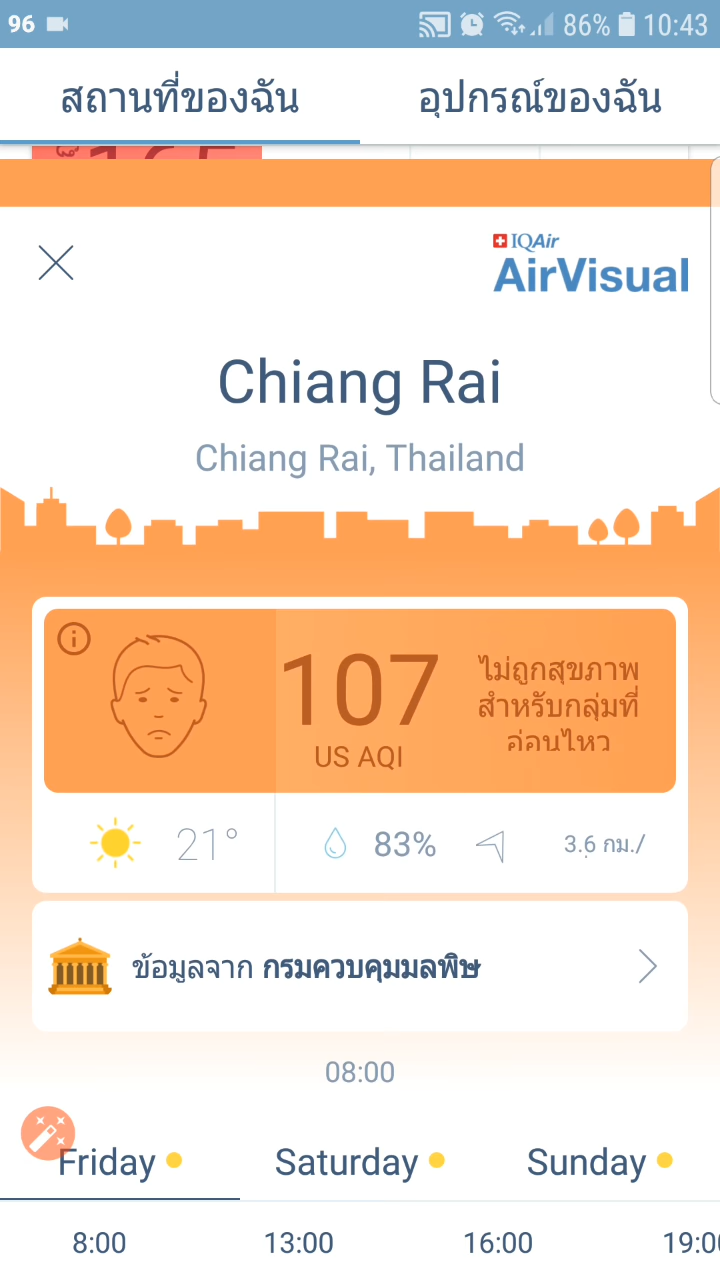 96 86% 10:43
สถานที่ของฉัน อุปกรณ์ของฉัน
IQAir
AirVisual
Chiang Rai
Chiang Rai, Thailand
107
US AQI
ไม่ถูกสุขภาพ
สำหรับกลุ่มที่
อ่อนไหว
21° 83% 3.6 กม./
ข้อมูลจาก กรมควบคุมมลพิษ
08:00
Friday Saturday Sunday
8:00 13:00 16:00